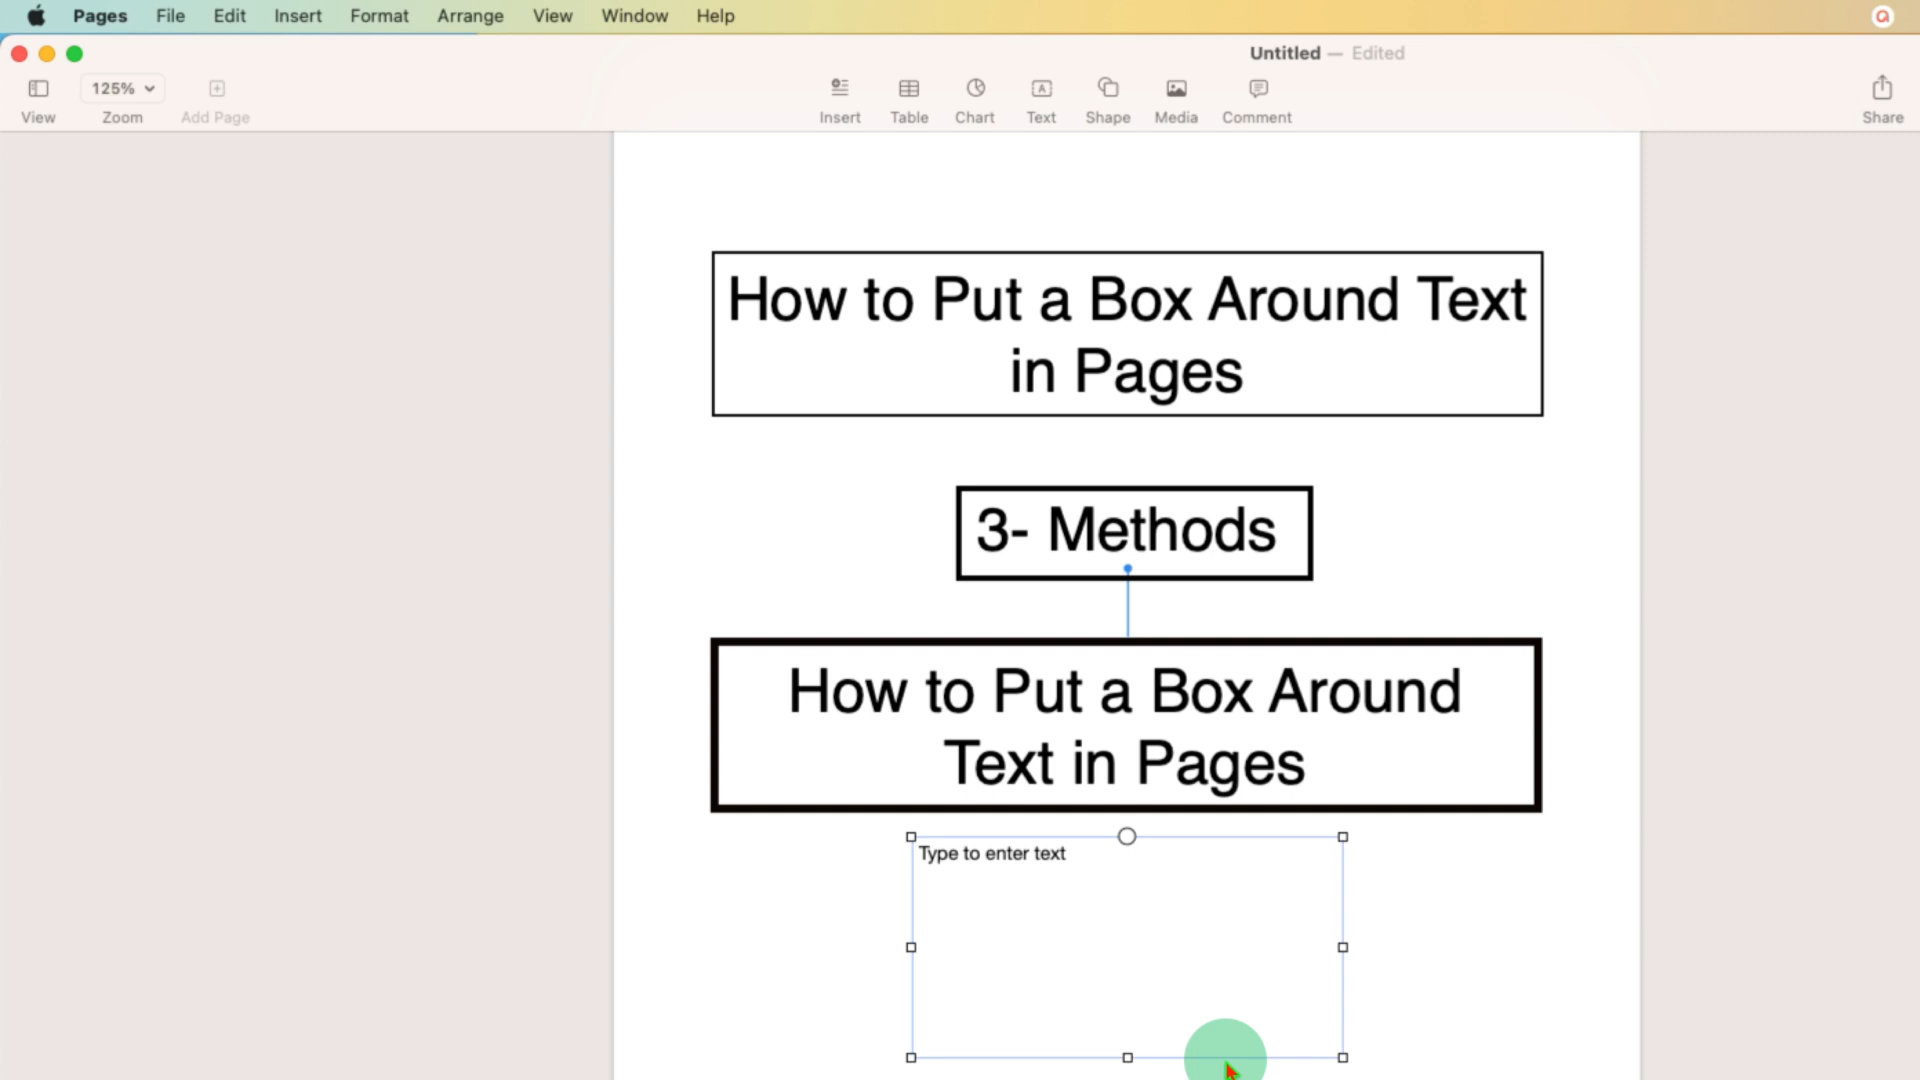 Pages File Edit Insert Format Arrange View Window Help
Untitled — Edited
125%
View Zoom Add Page Insert Table Chart Text Shape Media Comment Share
How to Put a Box Around Text
in Pages
3- Methods
How to Put a Box Around
Text in Pages
Type to enter text